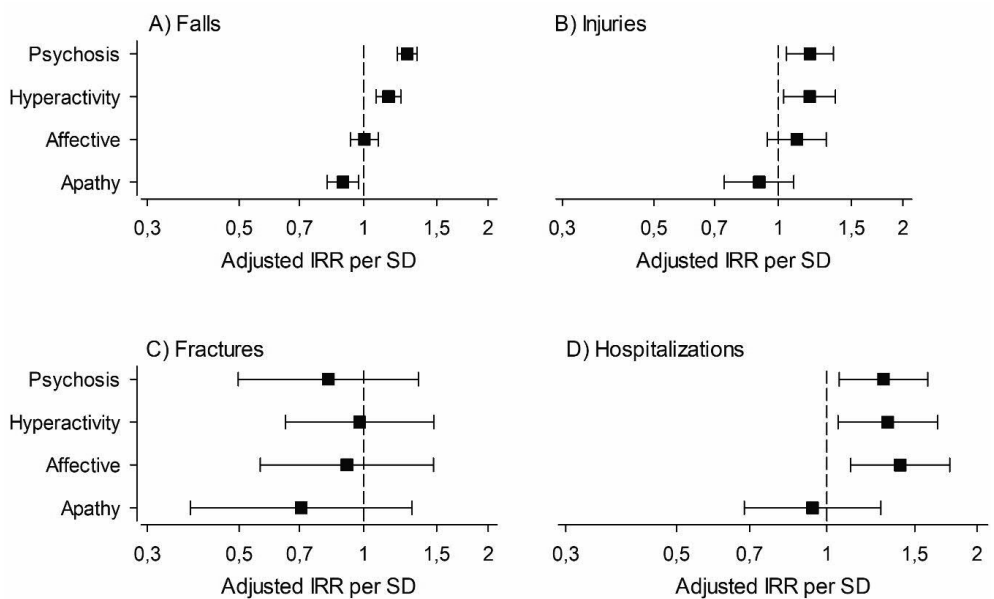 A) Falls
Psychosis
Hyperactivity
Affective
Apathy
0,3 0,5 0,7 1 1,5 2
Adjusted IRR per SD
B) Injuries
0,3 0,5 0,7 1 1,5 2
Adjusted IRR per SD
C) Fractures
Psychosis
Hyperactivity
Affective
Apathy
0,3 0,5 0,7 1 1,5 2
Adjusted IRR per SD
D) Hospitalizations
0,3 0,5 0,7 1 1,5 2
Adjusted IRR per SD